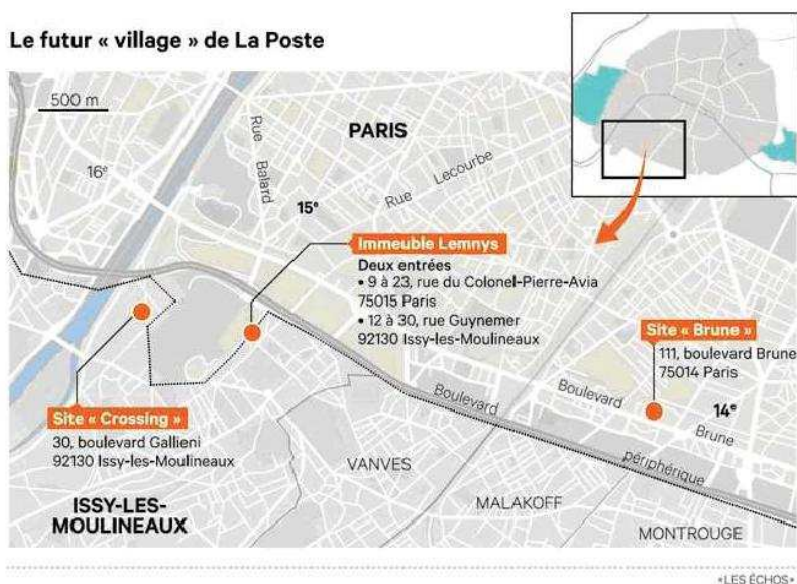 Le futur « village » de La Poste
500 m
PARIS
16e
Rue Balard
Rue Lecourbe
15e
Immeuble Lemnys
Deux entrées
• 9 à 23, rue du Colonel-Pierre-Avia
75015 Paris
• 12 à 30, rue Guynemer
92130 Issy-les-Moulineaux
Site « Brune »
111, boulevard Brune
75014 Paris
Site « Crossing »
30, boulevard Gallieni
92130 Issy-les-Moulineaux
Boulevard périphérique
Boulevard Brune
14e
VANVES
ISSY-LES-
MOULINEAUX
MALAKOFF
MONTROUGE
«LES ÉCHOS»